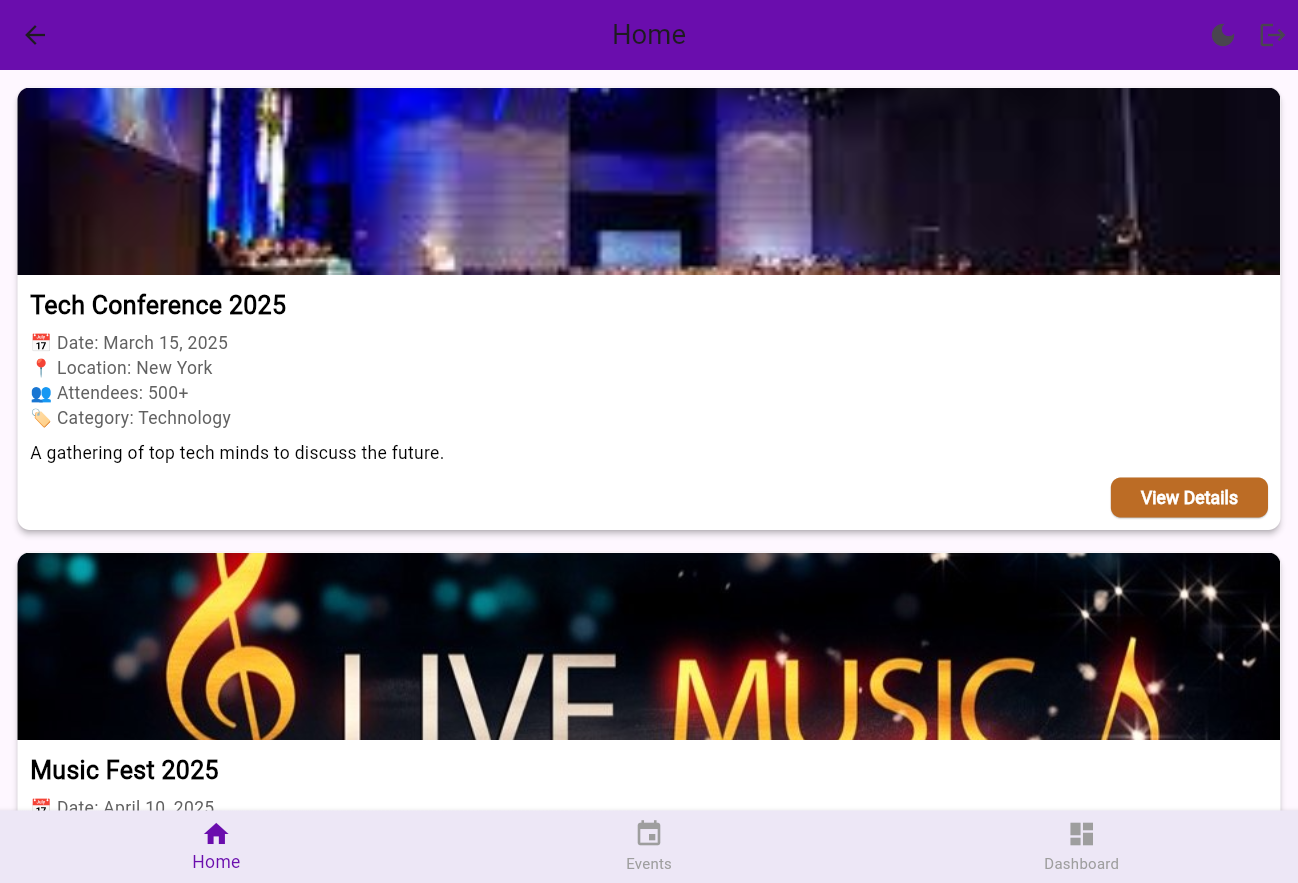 Home
Tech Conference 2025
📅 Date: March 15, 2025
📍 Location: New York
👥 Attendees: 500+
🏷️ Category: Technology
A gathering of top tech minds to discuss the future.
View Details
LIVE MUSIC
Music Fest 2025
📅 Date: April 10, 2025
Home
Events
Dashboard